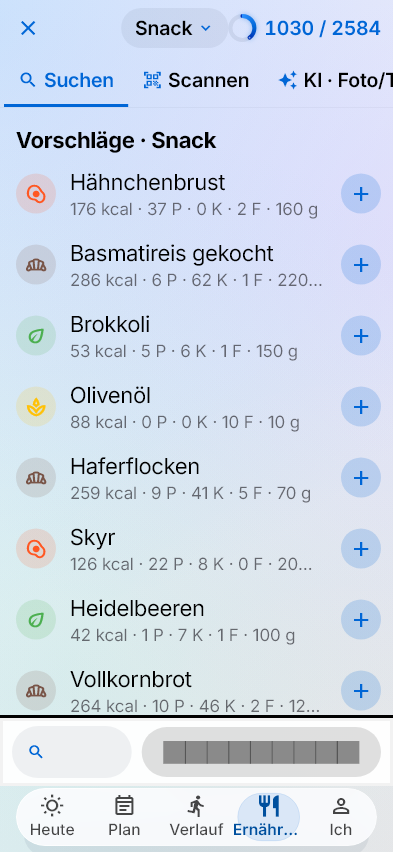 Snack
1030 / 2584
Suchen
Scannen
KI · Foto/T
Vorschläge · Snack
Hähnchenbrust
176 kcal · 37 P · 0 K · 2 F · 160 g
Basmatireis gekocht
286 kcal · 6 P · 62 K · 1 F · 220...
Brokkoli
53 kcal · 5 P · 6 K · 1 F · 150 g
Olivenöl
88 kcal · 0 P · 0 K · 10 F · 10 g
Haferflocken
259 kcal · 9 P · 41 K · 5 F · 70 g
Skyr
126 kcal · 22 P · 8 K · 0 F · 20...
Heidelbeeren
42 kcal · 1 P · 7 K · 1 F · 100 g
Vollkornbrot
264 kcal · 10 P · 46 K · 2 F · 12...
Heute
Plan
Verlauf
Ernähr...
Ich